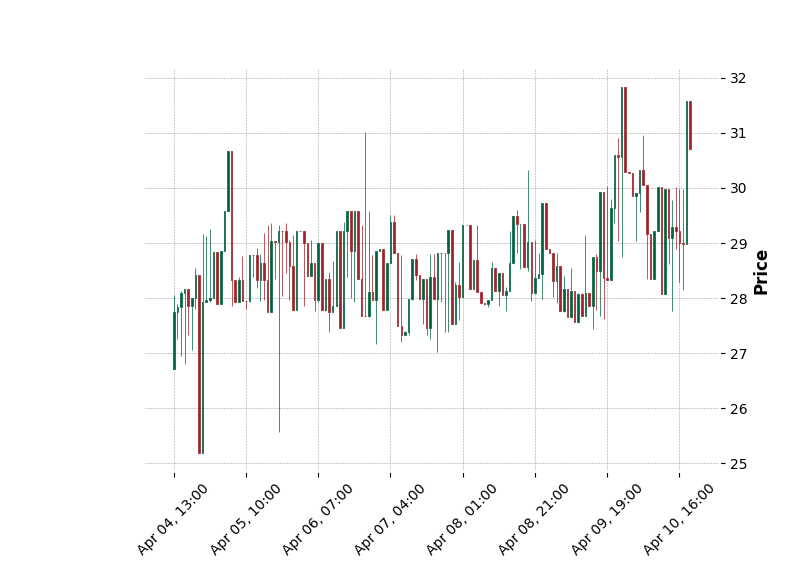 32
31
30
29
28
27
26
25
Price
Apr 04, 13:00
Apr 05, 10:00
Apr 06, 07:00
Apr 07, 04:00
Apr 08, 01:00
Apr 08, 21:00
Apr 09, 19:00
Apr 10, 16:00